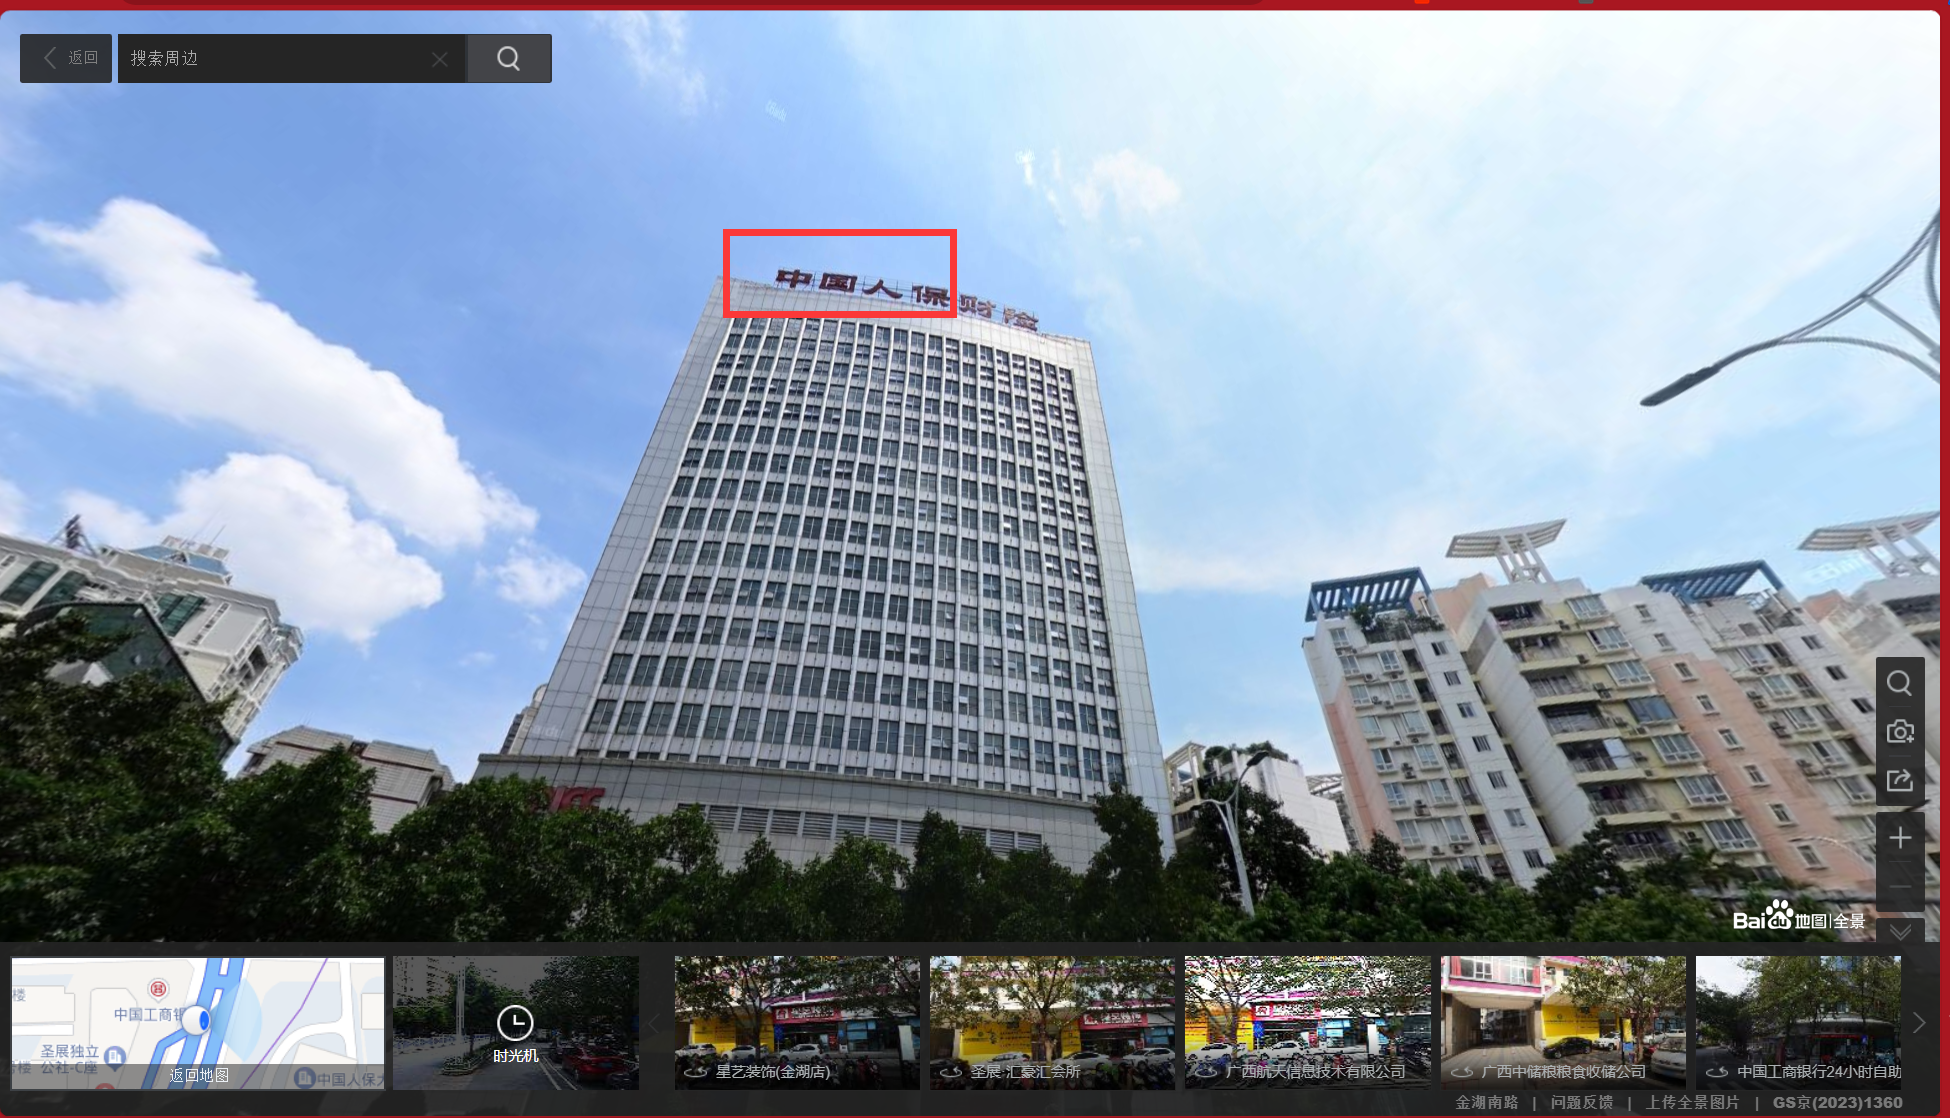 返回
搜索周边
中国人保财险
PICC
Bai地图|全景
中国工商银
圣展独立
公社-C座
中国人保大
返回地图
时光机
星艺装饰(金湖店)
圣展·汇豪汇会所
广西航天信息技术有限公司
广西中储粮粮食收储公司
中国工商银行24小时自助
金湖南路 | 问题反馈 | 上传全景图片 | GS京(2023)1360